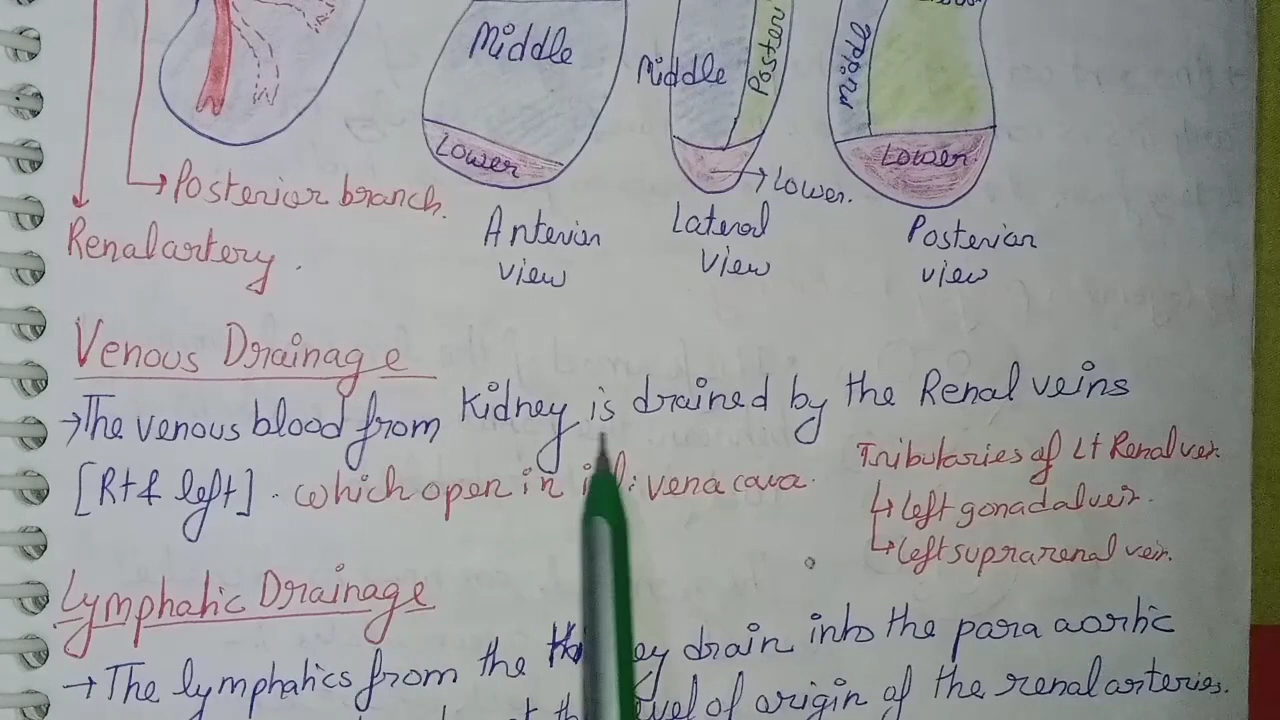 Middle
Lower
Middle
Posteri
Middle
Lower
→Lower.
→Posterior branch.
Renal artery.
Anterior view
Lateral view
Posterior view
Venous Drainage
→The venous blood from Kidney is drained by the Renal veins
[Rt & left]. which open in inf: vena cava.
Tributaries of Lt Renal vein.
↳left gonadal vein.
↳left suprarenal vein.
Lymphatic Drainage
→The lymphatics from the drain into the para aortic
level of origin of the renal arteries.